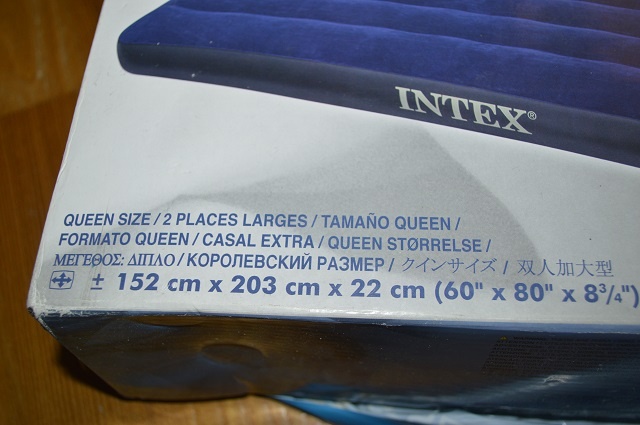 INTEX®
QUEEN SIZE / 2 PLACES LARGES / TAMAÑO QUEEN /
FORMATO QUEEN / CASAL EXTRA / QUEEN STØRRELSE /
ΜΕΓΕΘΟΣ: ΔΙΠΛΟ / КОРОЛЕВСКИЙ РАЗМЕР / クインサイズ / 双人加大型
± 152 cm x 203 cm x 22 cm (60" x 80" x 8¾")